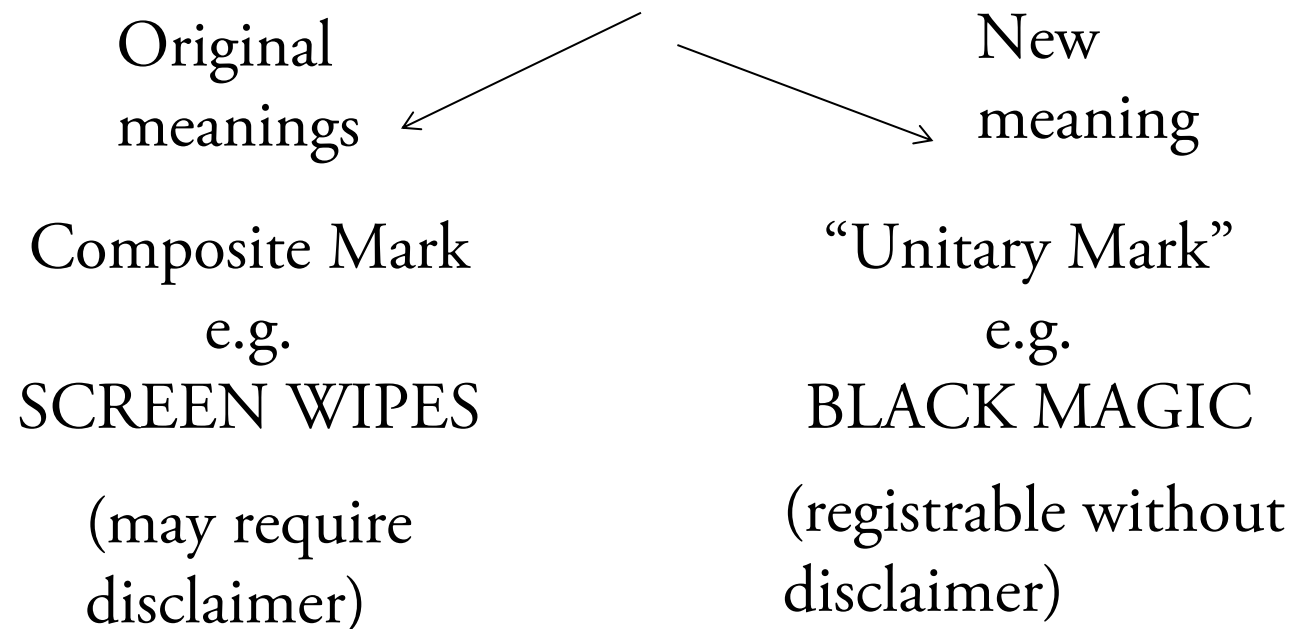 Original
meanings
New
meaning
Composite Mark
e.g.
SCREEN WIPES
(may require
disclaimer)
“Unitary Mark”
e.g.
BLACK MAGIC
(registrable without
disclaimer)